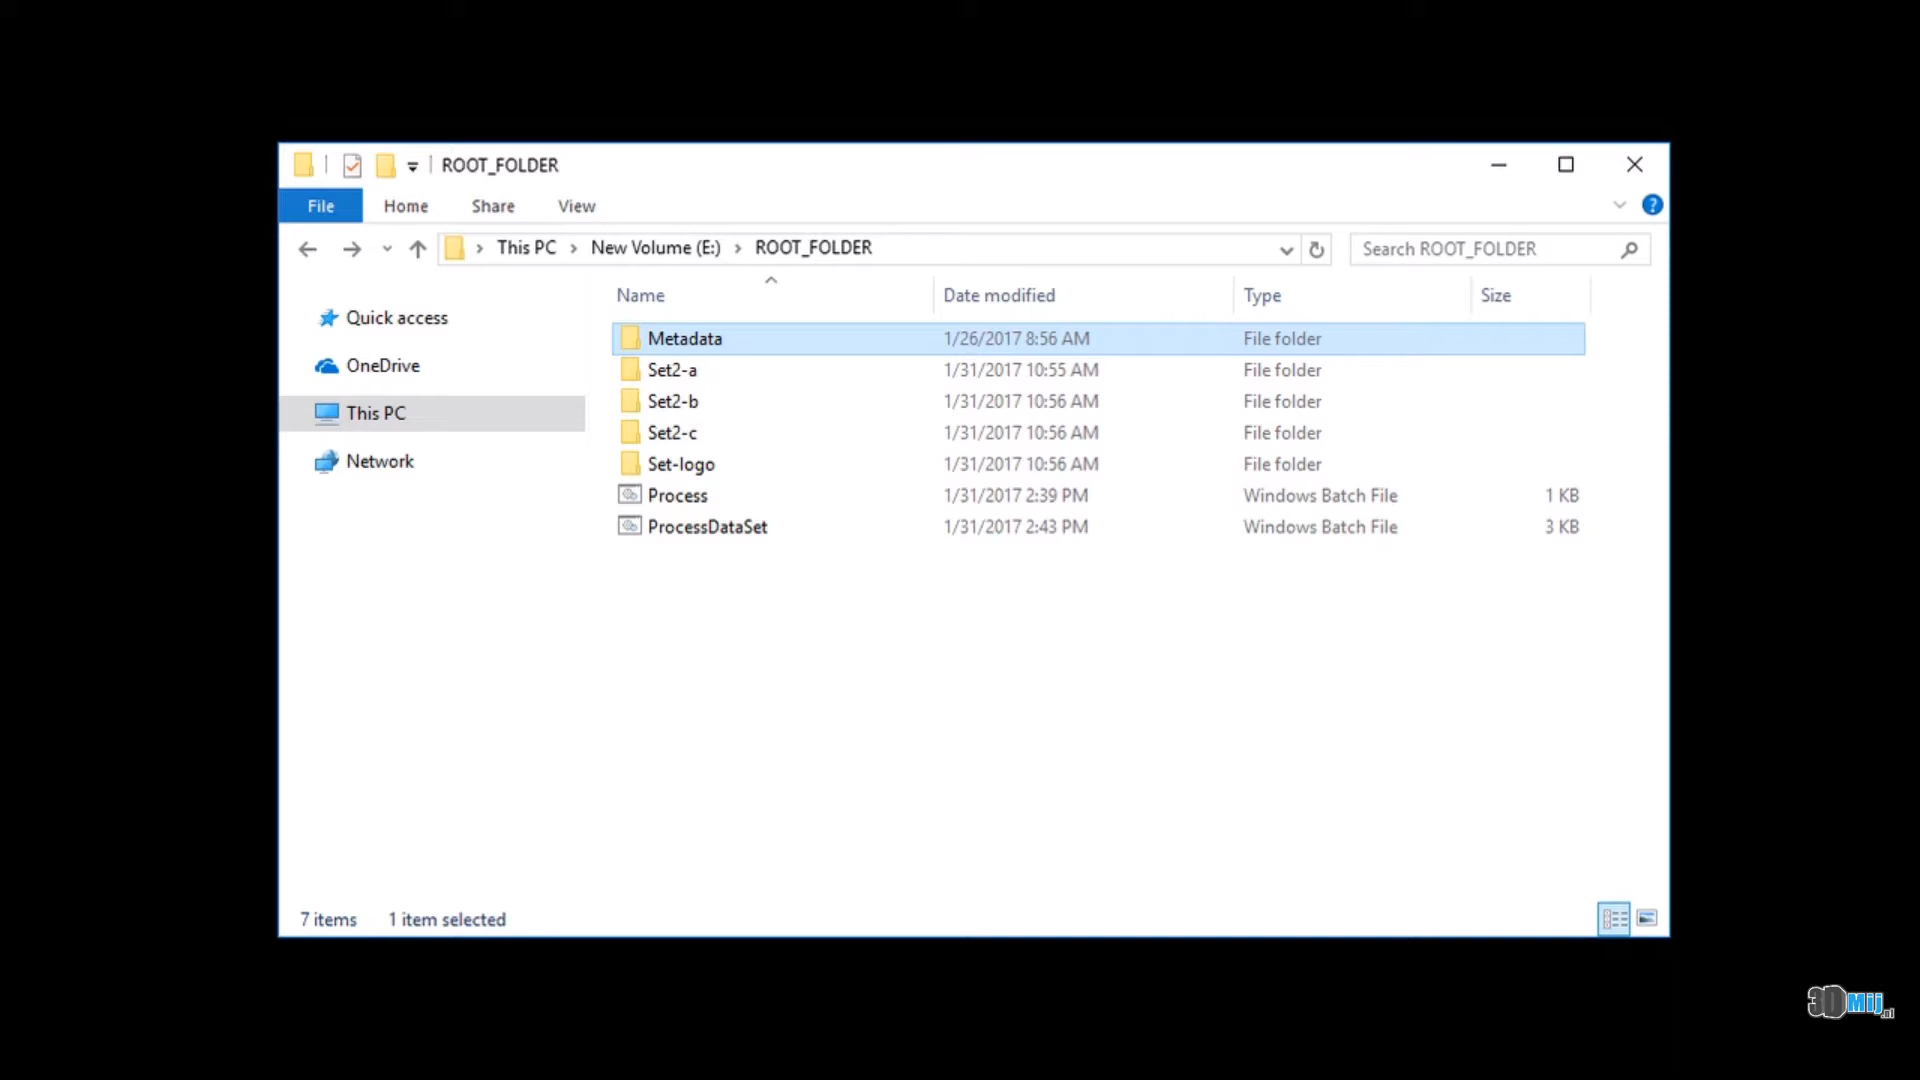 ROOT_FOLDER
File Home Share View
This PC New Volume (E:) ROOT_FOLDER Search ROOT_FOLDER
Name Date modified Type Size
Quick access
OneDrive
This PC
Network
Metadata 1/26/2017 8:56 AM File folder
Set2-a 1/31/2017 10:55 AM File folder
Set2-b 1/31/2017 10:56 AM File folder
Set2-c 1/31/2017 10:56 AM File folder
Set-logo 1/31/2017 10:56 AM File folder
Process 1/31/2017 2:39 PM Windows Batch File 1 KB
ProcessDataSet 1/31/2017 2:43 PM Windows Batch File 3 KB
7 items 1 item selected
3DMij.nl